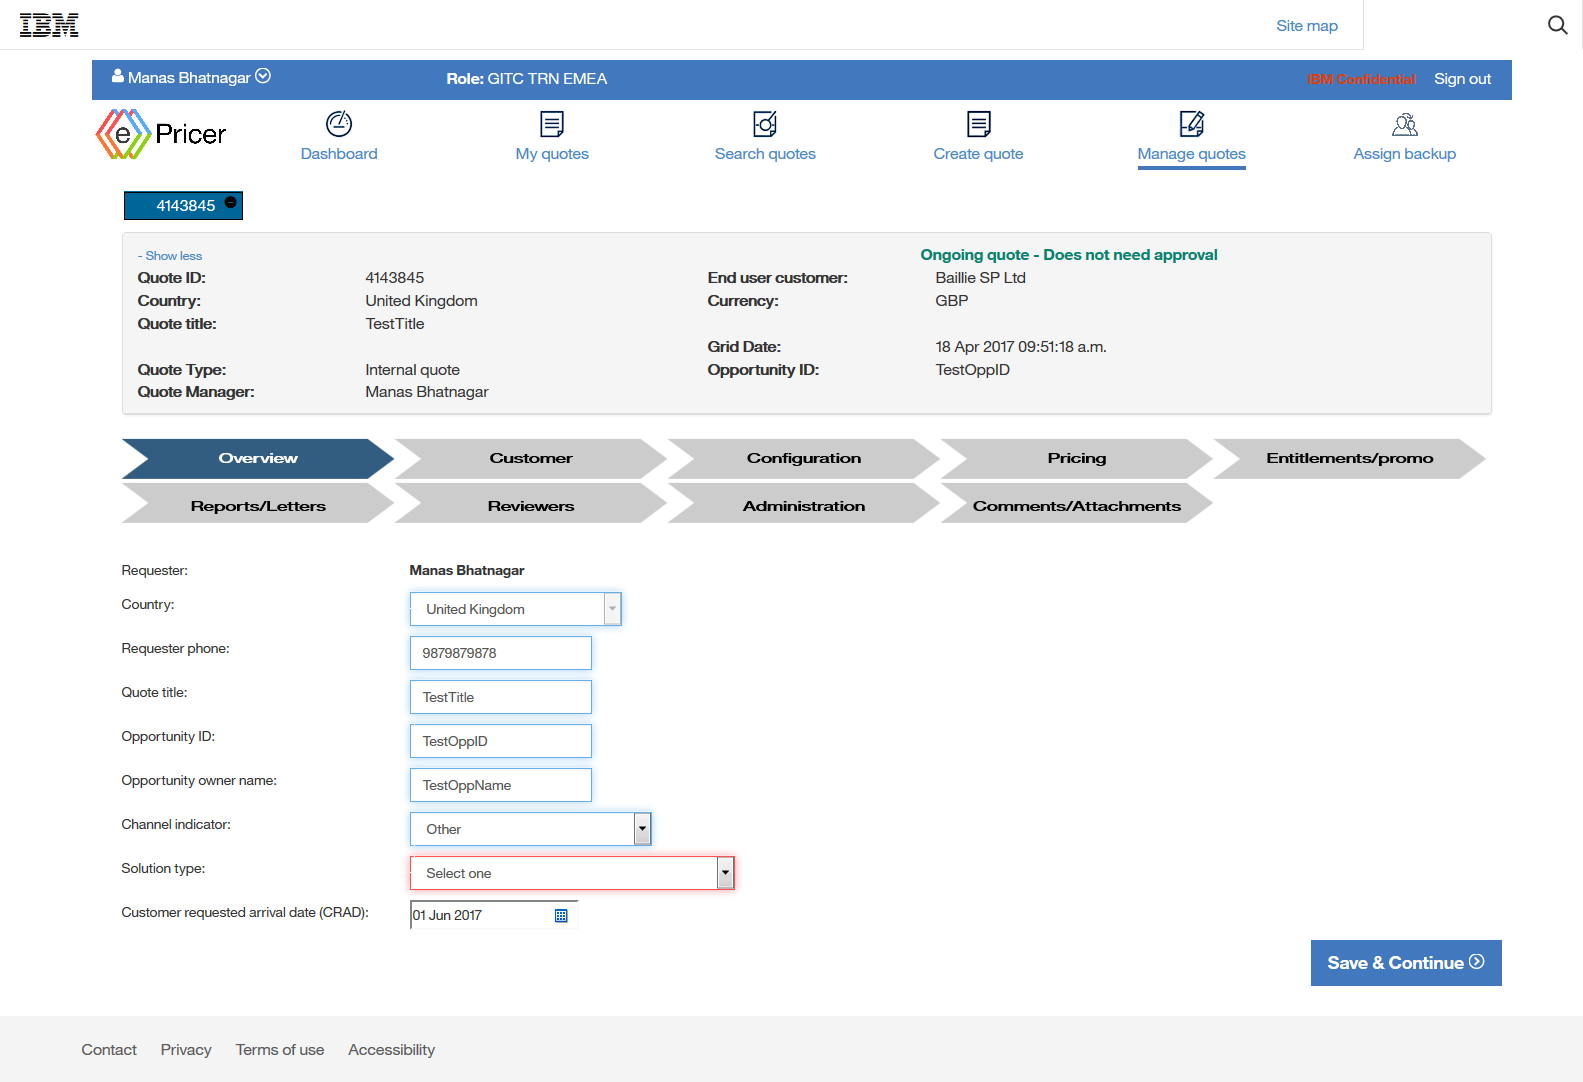 IBM
Site map
Manas Bhatnagar
Role: GITC TRN EMEA
IBM Confidential
Sign out
e Pricer
Dashboard
My quotes
Search quotes
Create quote
Manage quotes
Assign backup
4143845
- Show less
Ongoing quote - Does not need approval
Quote ID: 4143845 End user customer: Baillie SP Ltd
Country: United Kingdom Currency: GBP
Quote title: TestTitle
Grid Date: 18 Apr 2017 09:51:18 a.m.
Quote Type: Internal quote Opportunity ID: TestOppID
Quote Manager: Manas Bhatnagar
Overview
Customer
Configuration
Pricing
Entitlements/promo
Reports/Letters
Reviewers
Administration
Comments/Attachments
Requester: Manas Bhatnagar
Country: United Kingdom
Requester phone: 9879879878
Quote title: TestTitle
Opportunity ID: TestOppID
Opportunity owner name: TestOppName
Channel indicator: Other
Solution type: Select one
Customer requested arrival date (CRAD): 01 Jun 2017
Save & Continue
Contact Privacy Terms of use Accessibility